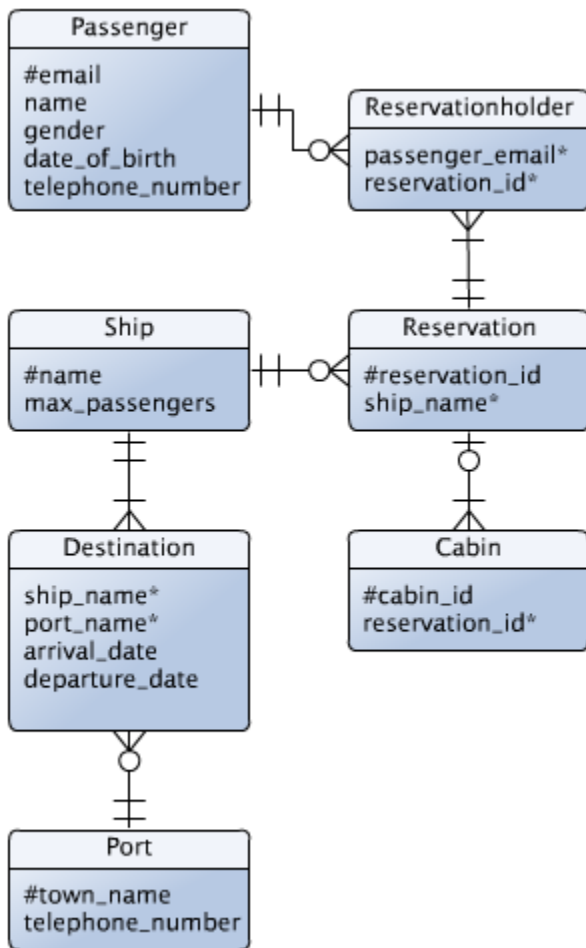 Passenger
#email
name
gender
date_of_birth
telephone_number
Reservationholder
passenger_email*
reservation_id*
Ship
#name
max_passengers
Reservation
#reservation_id
ship_name*
Destination
ship_name*
port_name*
arrival_date
departure_date
Cabin
#cabin_id
reservation_id*
Port
#town_name
telephone_number